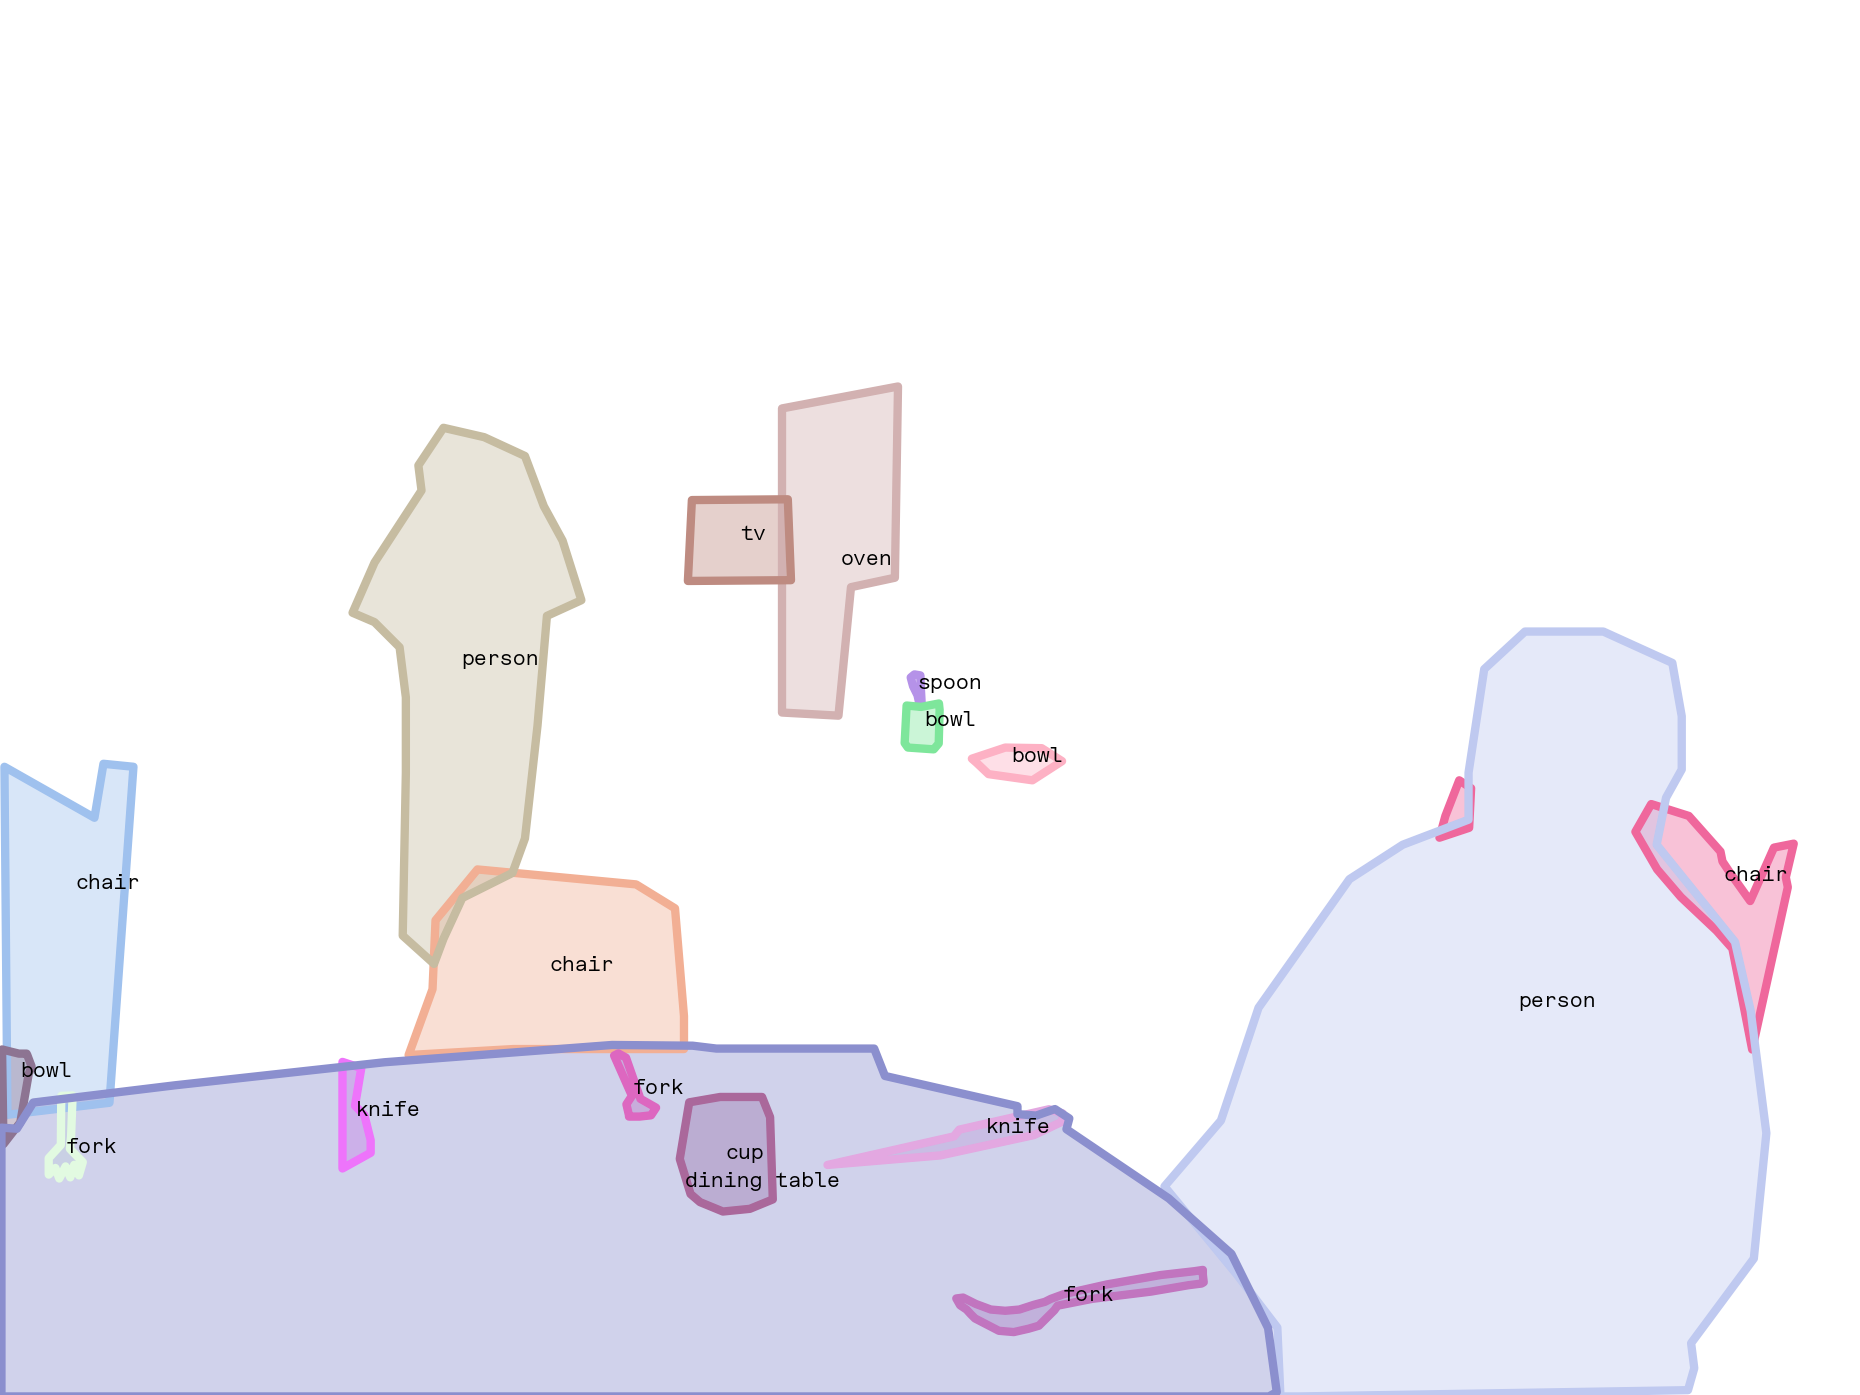 tv
oven
person
spoon
bowl
bowl
chair
chair
chair
person
bowl
fork
knife
knife
fork
cup
dining table
fork